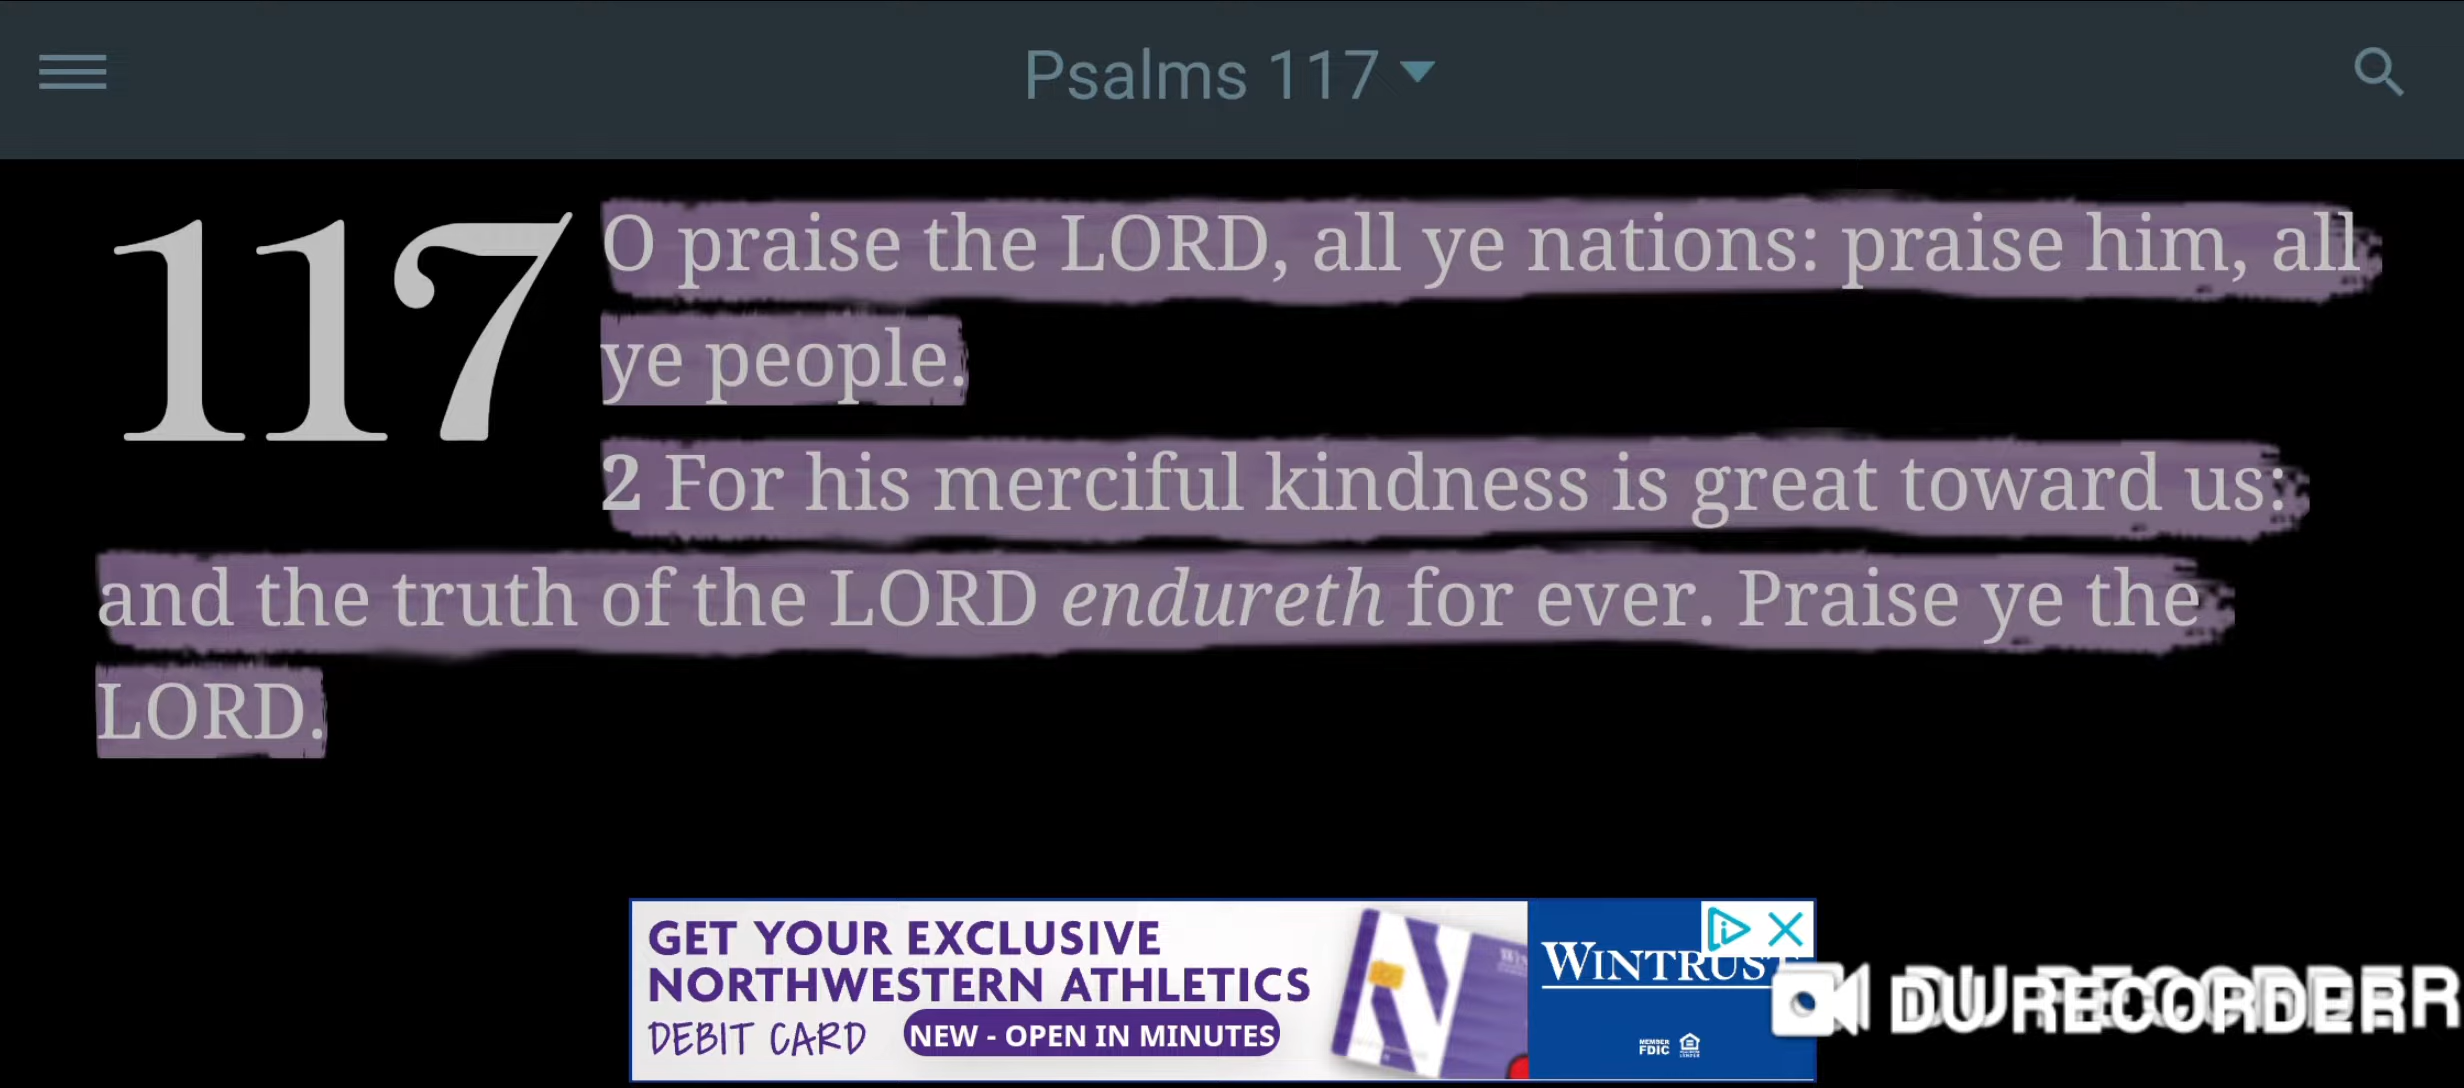 Psalms 117
117
O praise the LORD, all ye nations: praise him, all
ye people.
2 For his merciful kindness is great toward us:
and the truth of the LORD endureth for ever. Praise ye the
LORD.
GET YOUR EXCLUSIVE
NORTHWESTERN ATHLETICS
DEBIT CARD
NEW - OPEN IN MINUTES
N
WINTRUST
MEMBER
FDIC
DU RECORDER